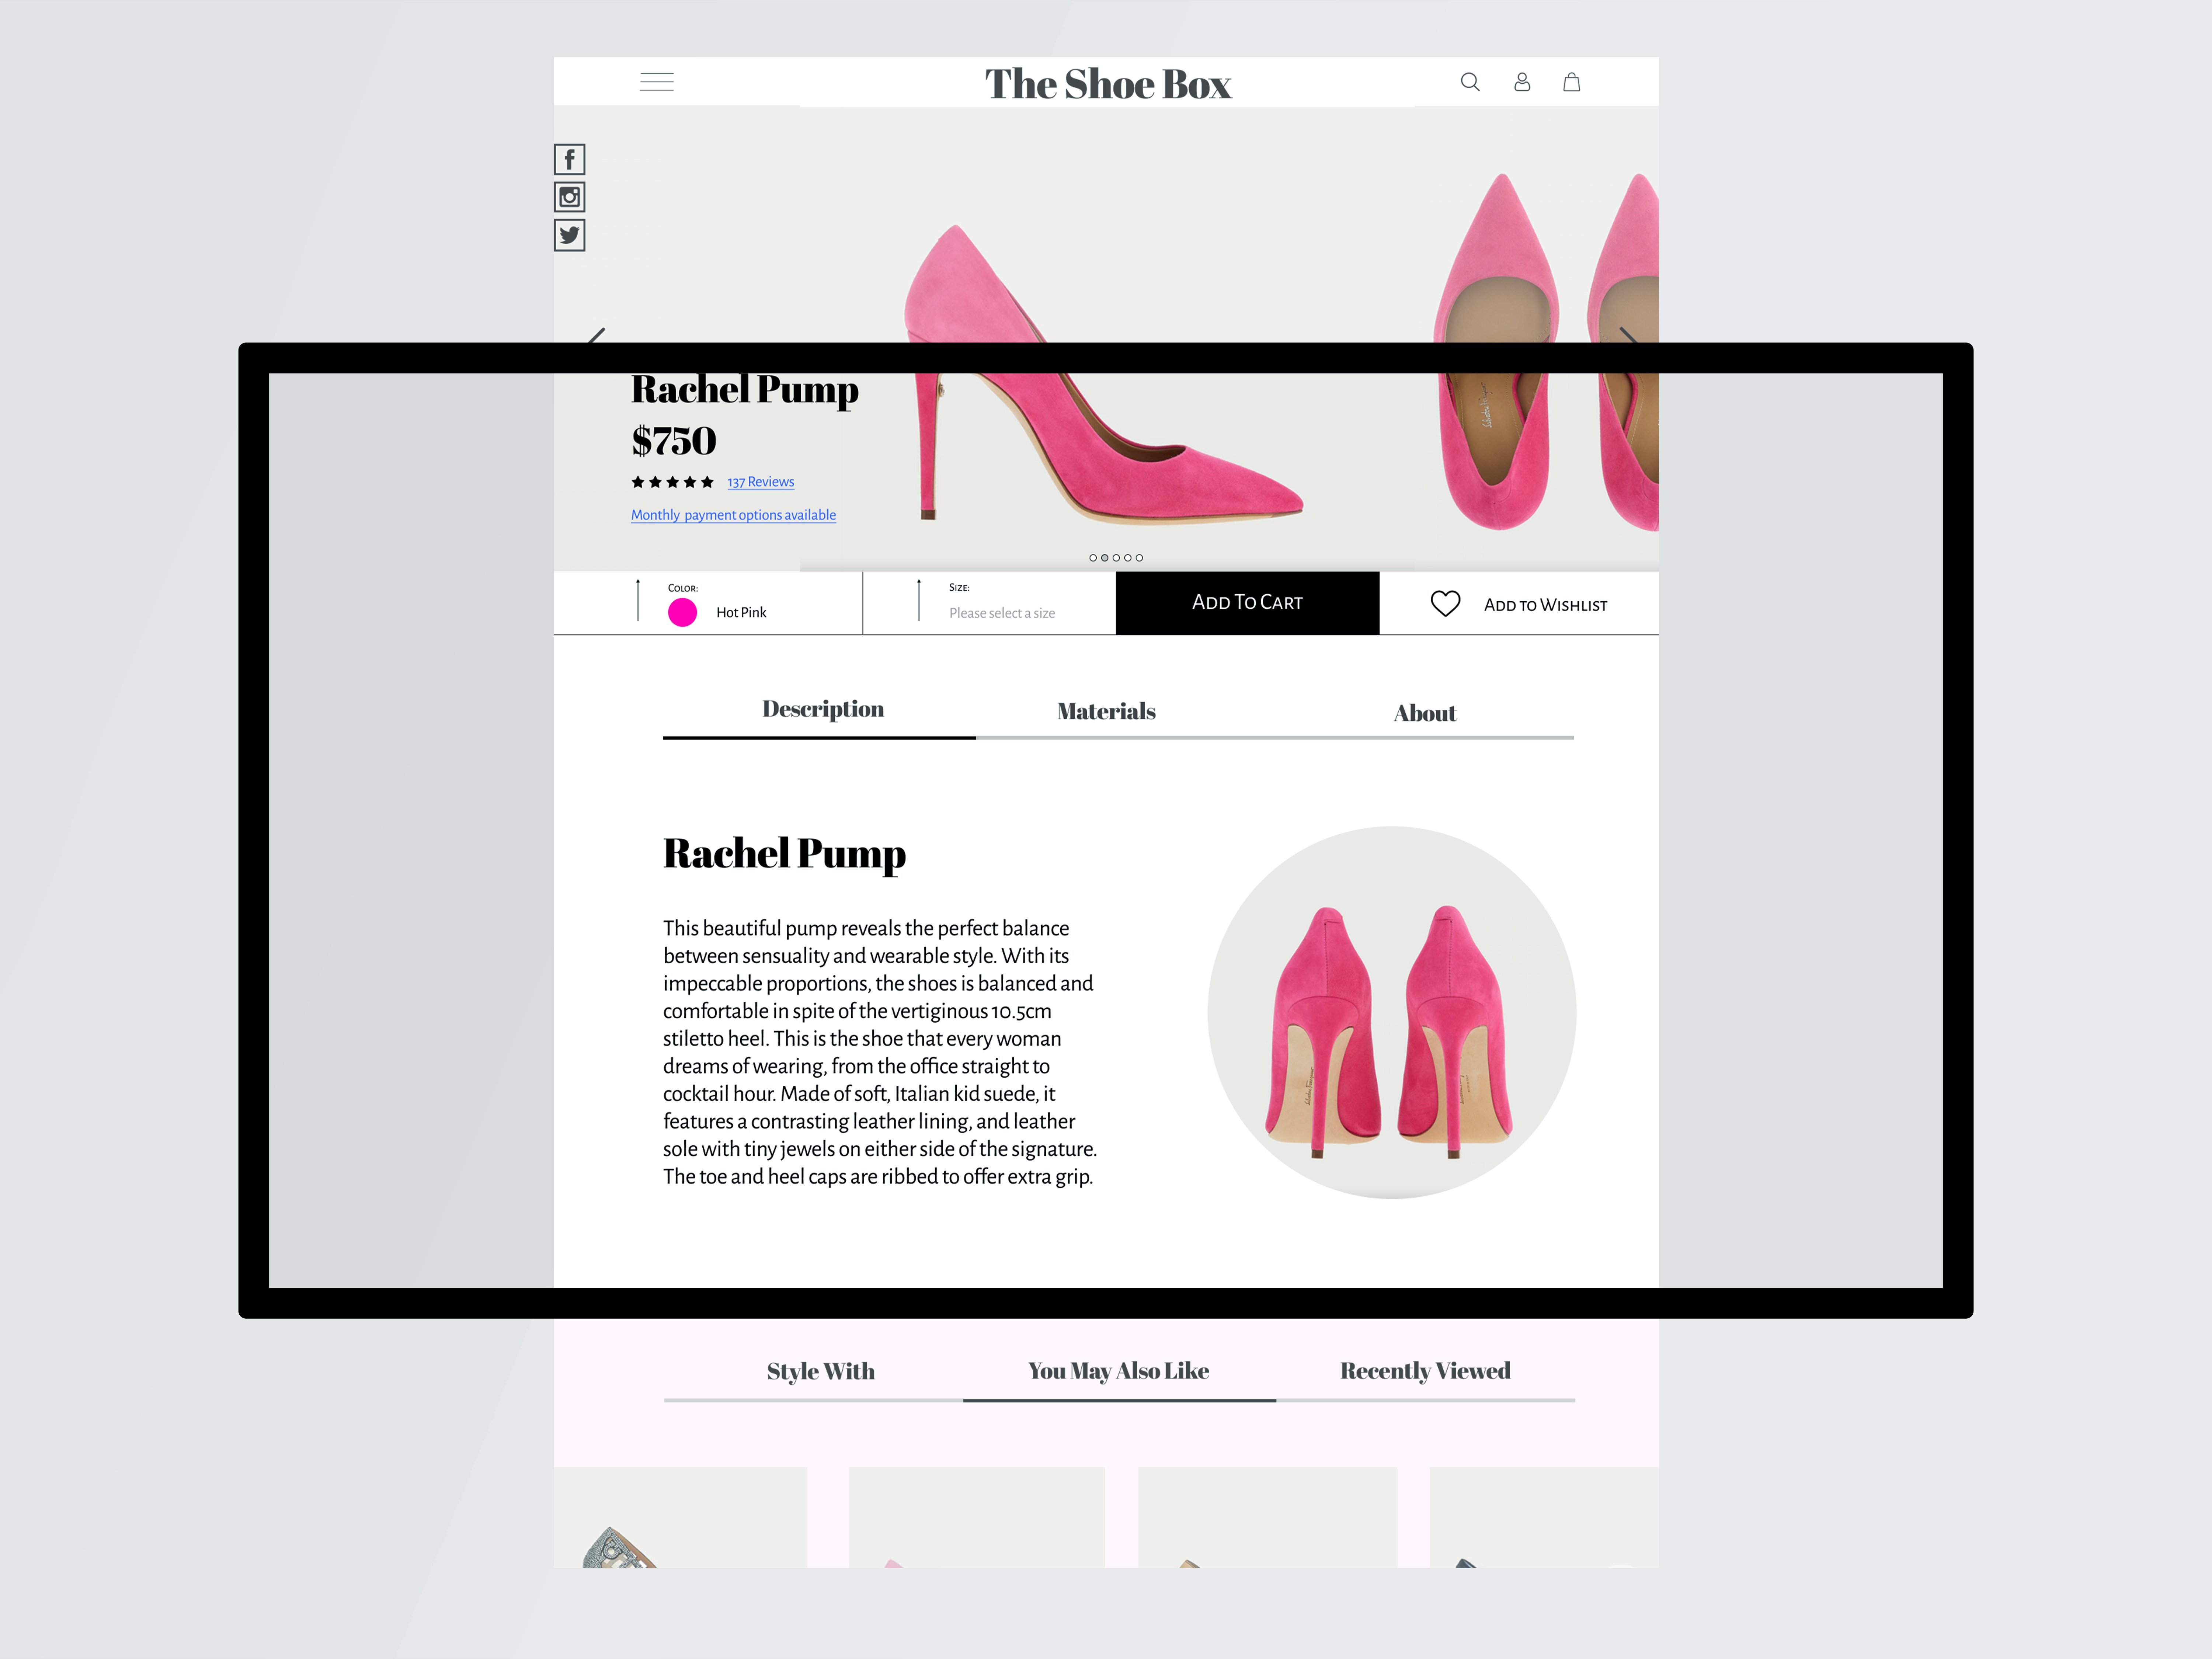 The Shoe Box
Rachel Pump
$750
137 Reviews
Monthly payment options available
Color:
Hot Pink
Size:
Please select a size
Add To Cart
Add to Wishlist
Description
Materials
About
Rachel Pump
This beautiful pump reveals the perfect balance
between sensuality and wearable style. With its
impeccable proportions, the shoes is balanced and
comfortable in spite of the vertiginous 10.5cm
stiletto heel. This is the shoe that every woman
dreams of wearing, from the office straight to
cocktail hour. Made of soft, Italian kid suede, it
features a contrasting leather lining, and leather
sole with tiny jewels on either side of the signature.
The toe and heel caps are ribbed to offer extra grip.
Style With
You May Also Like
Recently Viewed